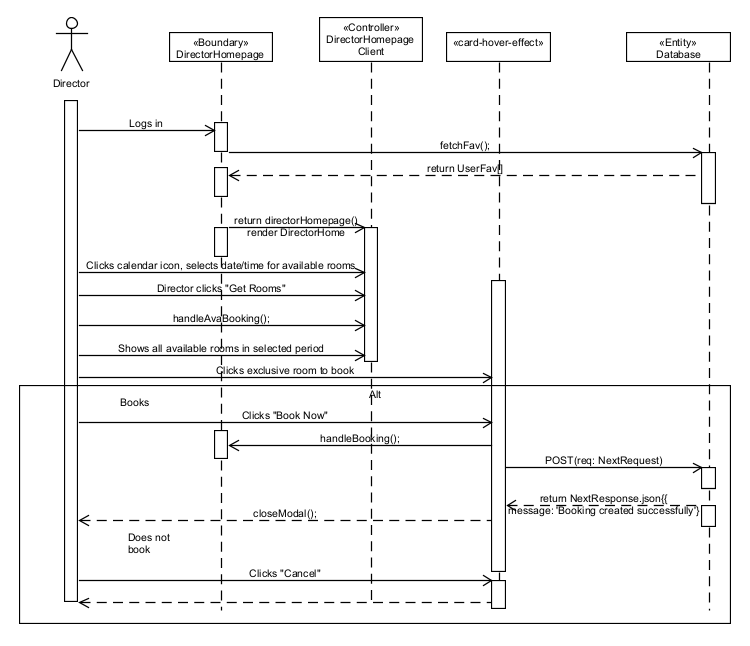 «Boundary»
DirectorHomepage
«Controller»
DirectorHomepage
Client
«card-hover-effect»
«Entity»
Database
Director
Logs in
fetchFav();
return UserFav[]
return directorHomepage()
render DirectorHome
Clicks calendar icon, selects date/time for available rooms
Director clicks "Get Rooms"
handleAvaBooking();
Shows all available rooms in selected period
Clicks exclusive room to book
Alt
Books
Clicks "Book Now"
handleBooking();
POST(req: NextRequest)
return NextResponse.json({
message: 'Booking created successfully'}
closeModal();
Does not
book
Clicks "Cancel"